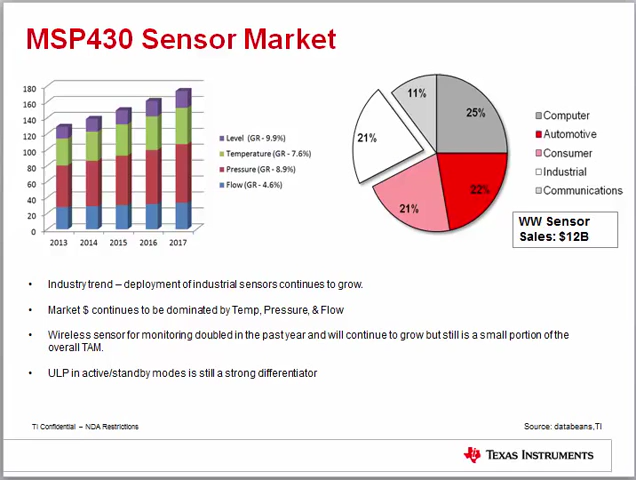 MSP430 Sensor Market
180
160
140
120
100
80
60
40
20
0
2013 2014 2015 2016 2017
Level (GR - 9.9%)
Temperature (GR - 7.6%)
Pressure (GR - 8.9%)
Flow (GR - 4.6%)
11%
25%
21%
22%
21%
Computer
Automotive
Consumer
Industrial
Communications
WW Sensor
Sales: $12B
• Industry trend – deployment of industrial sensors continues to grow.
• Market $ continues to be dominated by Temp, Pressure, & Flow
• Wireless sensor for monitoring doubled in the past year and will continue to grow but still is a small portion of the
overall TAM.
• ULP in active/standby modes is still a strong differentiator
TI Confidential – NDA Restrictions
Source: databeans,TI
TEXAS INSTRUMENTS